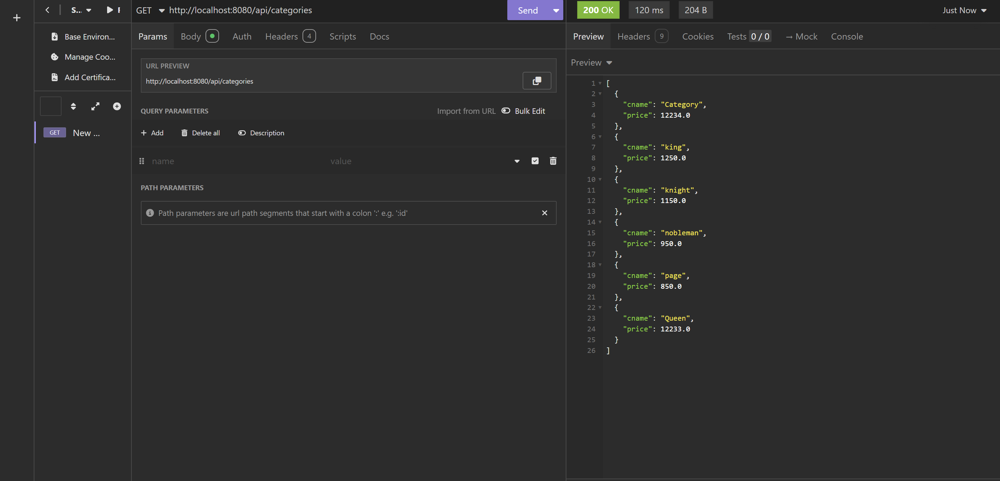 S...
GET http://localhost:8080/api/categories
Send
200 OK
120 ms
204 B
Just Now
Base Environ...
Manage Coo...
Add Certifica...
GET New ...
Params
Body
Auth
Headers 4
Scripts
Docs
URL PREVIEW
http://localhost:8080/api/categories
QUERY PARAMETERS
Import from URL
Bulk Edit
Add
Delete all
Description
name
value
PATH PARAMETERS
Path parameters are url path segments that start with a colon ':' e.g. ':id'
Preview
Headers 9
Cookies
Tests 0 / 0
→ Mock
Console
Preview
1 [
2 {
3 "cname": "Category",
4 "price": 12234.0
5 },
6 {
7 "cname": "king",
8 "price": 1250.0
9 },
10 {
11 "cname": "knight",
12 "price": 1150.0
13 },
14 {
15 "cname": "nobleman",
16 "price": 950.0
17 },
18 {
19 "cname": "page",
20 "price": 850.0
21 },
22 {
23 "cname": "Queen",
24 "price": 12233.0
25 }
26 ]